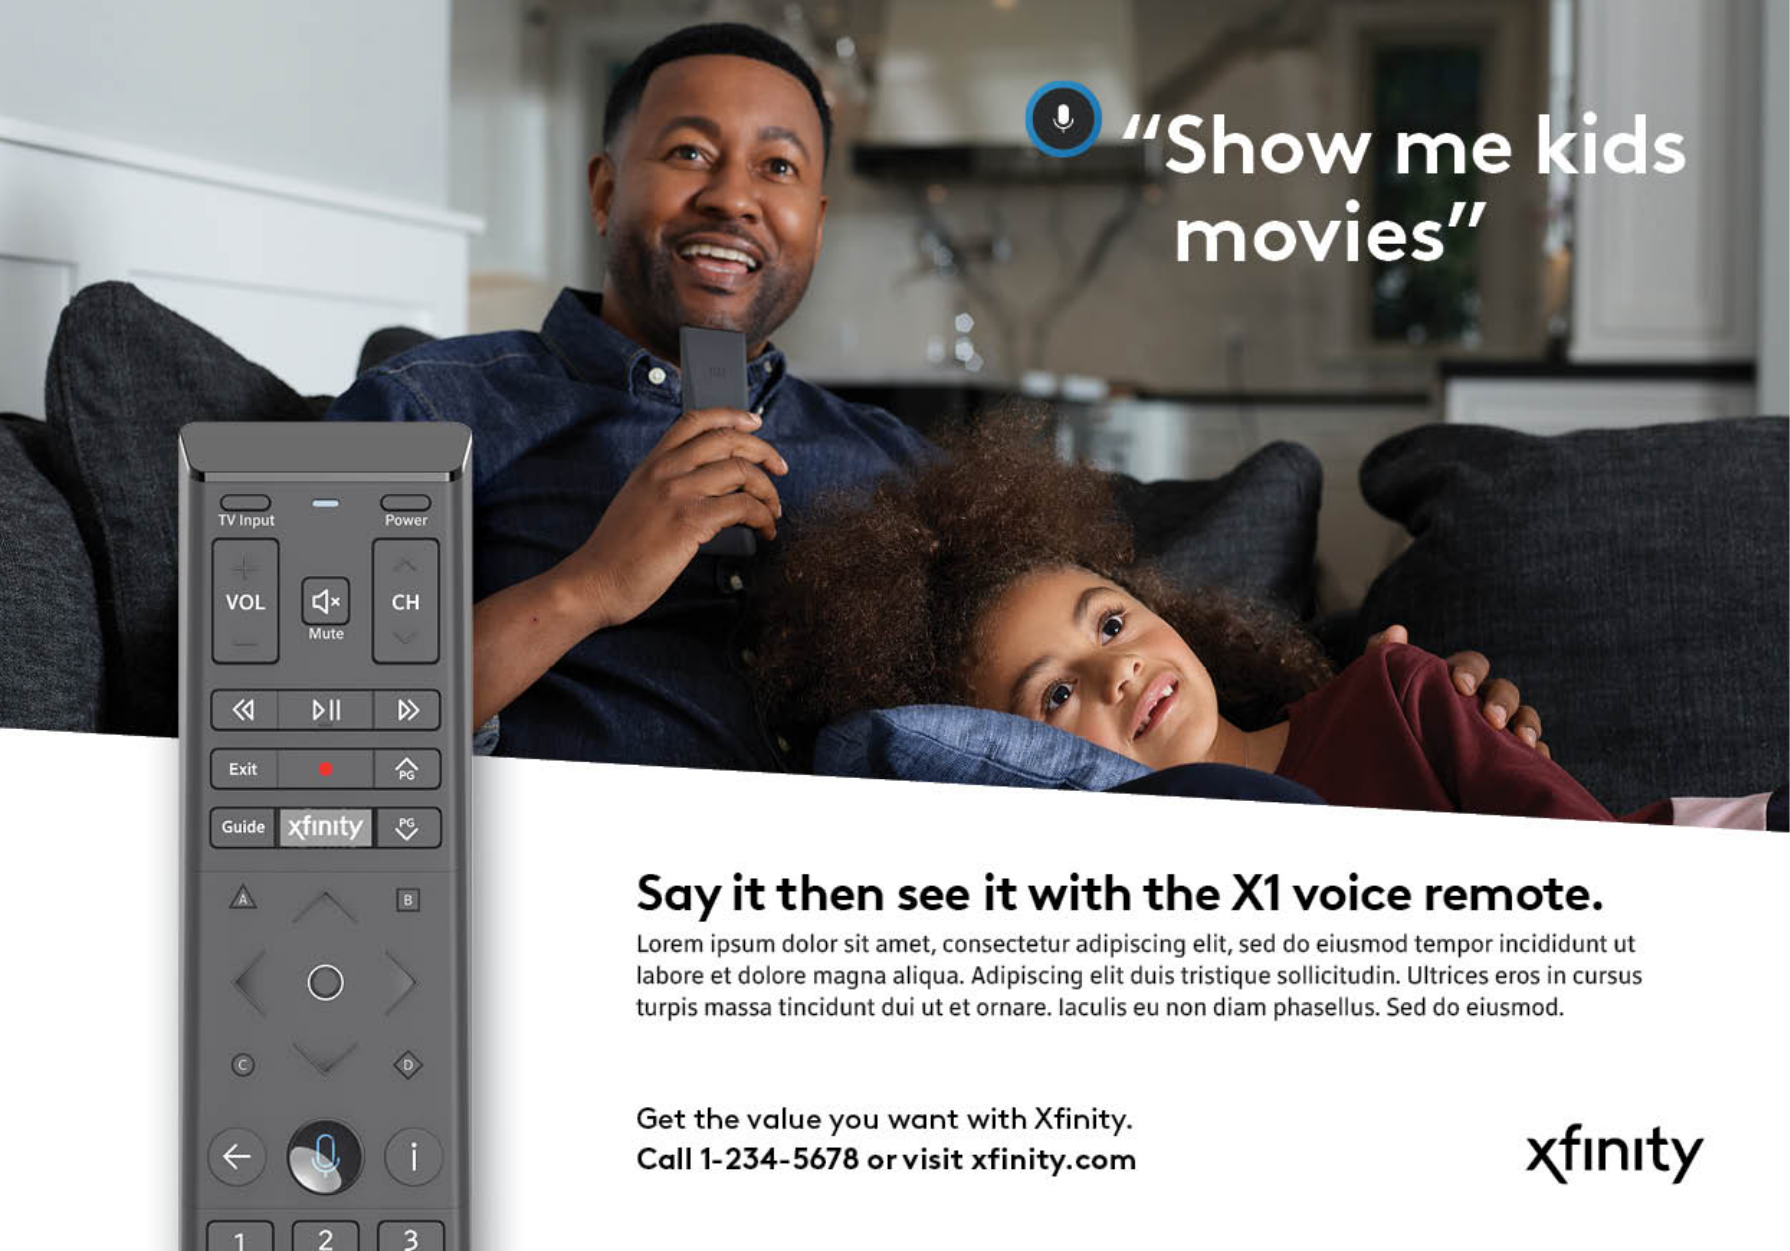 “Show me kids
movies”
TV Input
Power
VOL
CH
Mute
Exit
PG
Guide
xfinity
PG
A
B
C
D
i
1
2
3
Say it then see it with the X1 voice remote.
Lorem ipsum dolor sit amet, consectetur adipiscing elit, sed do eiusmod tempor incididunt ut
labore et dolore magna aliqua. Adipiscing elit duis tristique sollicitudin. Ultrices eros in cursus
turpis massa tincidunt dui ut et ornare. Iaculis eu non diam phasellus. Sed do eiusmod.
Get the value you want with Xfinity.
Call 1-234-5678 or visit xfinity.com
xfinity